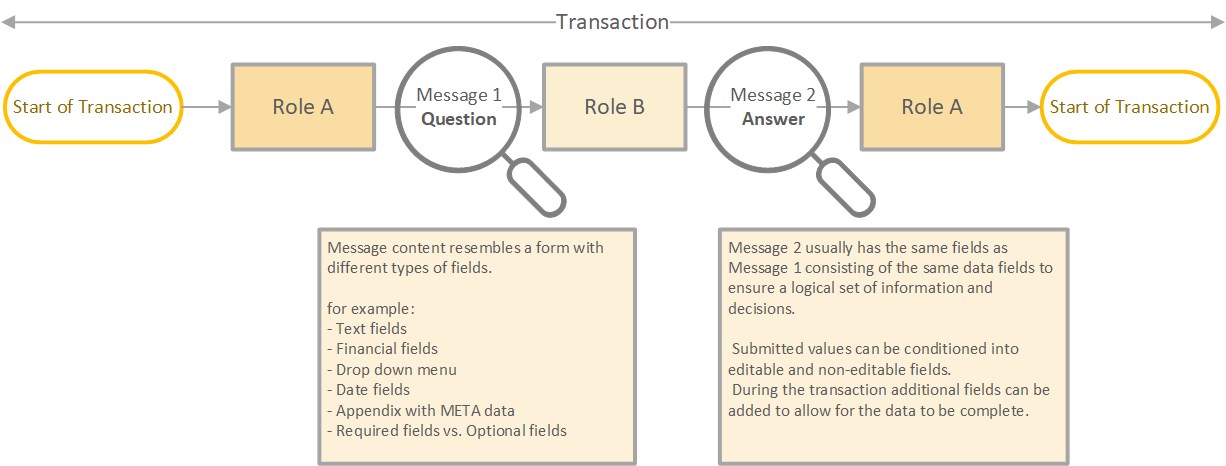 Transaction
Start of Transaction
Role A
Message 1
Question
Role B
Message 2
Answer
Role A
Start of Transaction
Message content resembles a form with
different types of fields.
for example:
- Text fields
- Financial fields
- Drop down menu
- Date fields
- Appendix with META data
- Required fields vs. Optional fields
Message 2 usually has the same fields as
Message 1 consisting of the same data fields to
ensure a logical set of information and
decisions.
Submitted values can be conditioned into
editable and non-editable fields.
During the transaction additional fields can be
added to allow for the data to be complete.